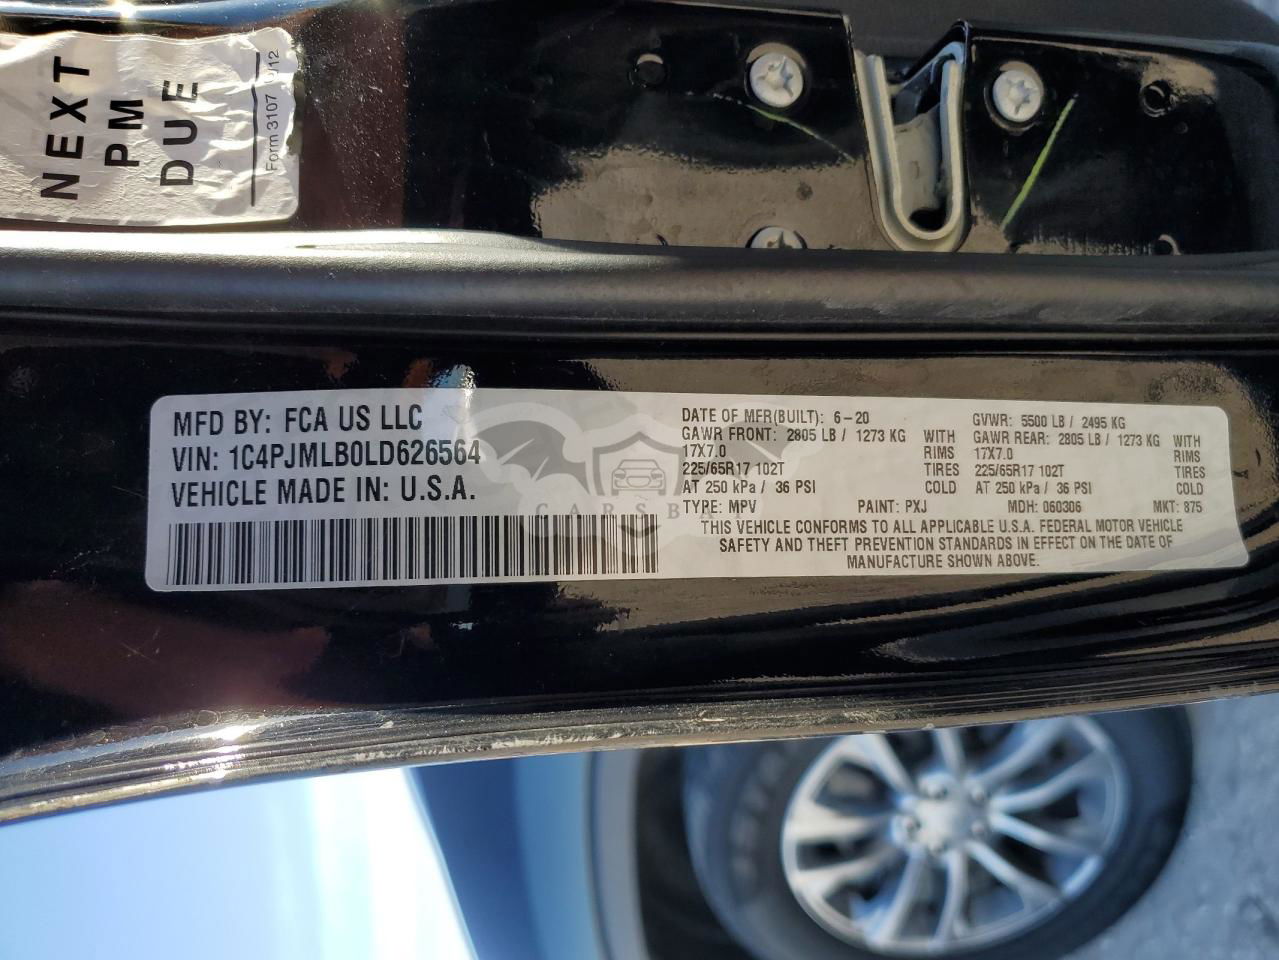 NEXT
PM
DUE
Form 3107
MFD BY: FCA US LLC
VIN: 1C4PJMLB0LD626564
VEHICLE MADE IN: U.S.A.
DATE OF MFR(BUILT): 6-20 GVWR: 5500 LB / 2495 KG
GAWR FRONT: 2805 LB / 1273 KG WITH GAWR REAR: 2805 LB / 1273 KG WITH
17X7.0 RIMS 17X7.0 RIMS
225/65R17 102T TIRES 225/65R17 102T TIRES
AT 250 kPa / 36 PSI COLD AT 250 kPa / 36 PSI COLD
TYPE: MPV PAINT: PXJ MDH: 060306 MKT: 875
THIS VEHICLE CONFORMS TO ALL APPLICABLE U.S.A. FEDERAL MOTOR VEHICLE
SAFETY AND THEFT PREVENTION STANDARDS IN EFFECT ON THE DATE OF
MANUFACTURE SHOWN ABOVE.
CARSBAT